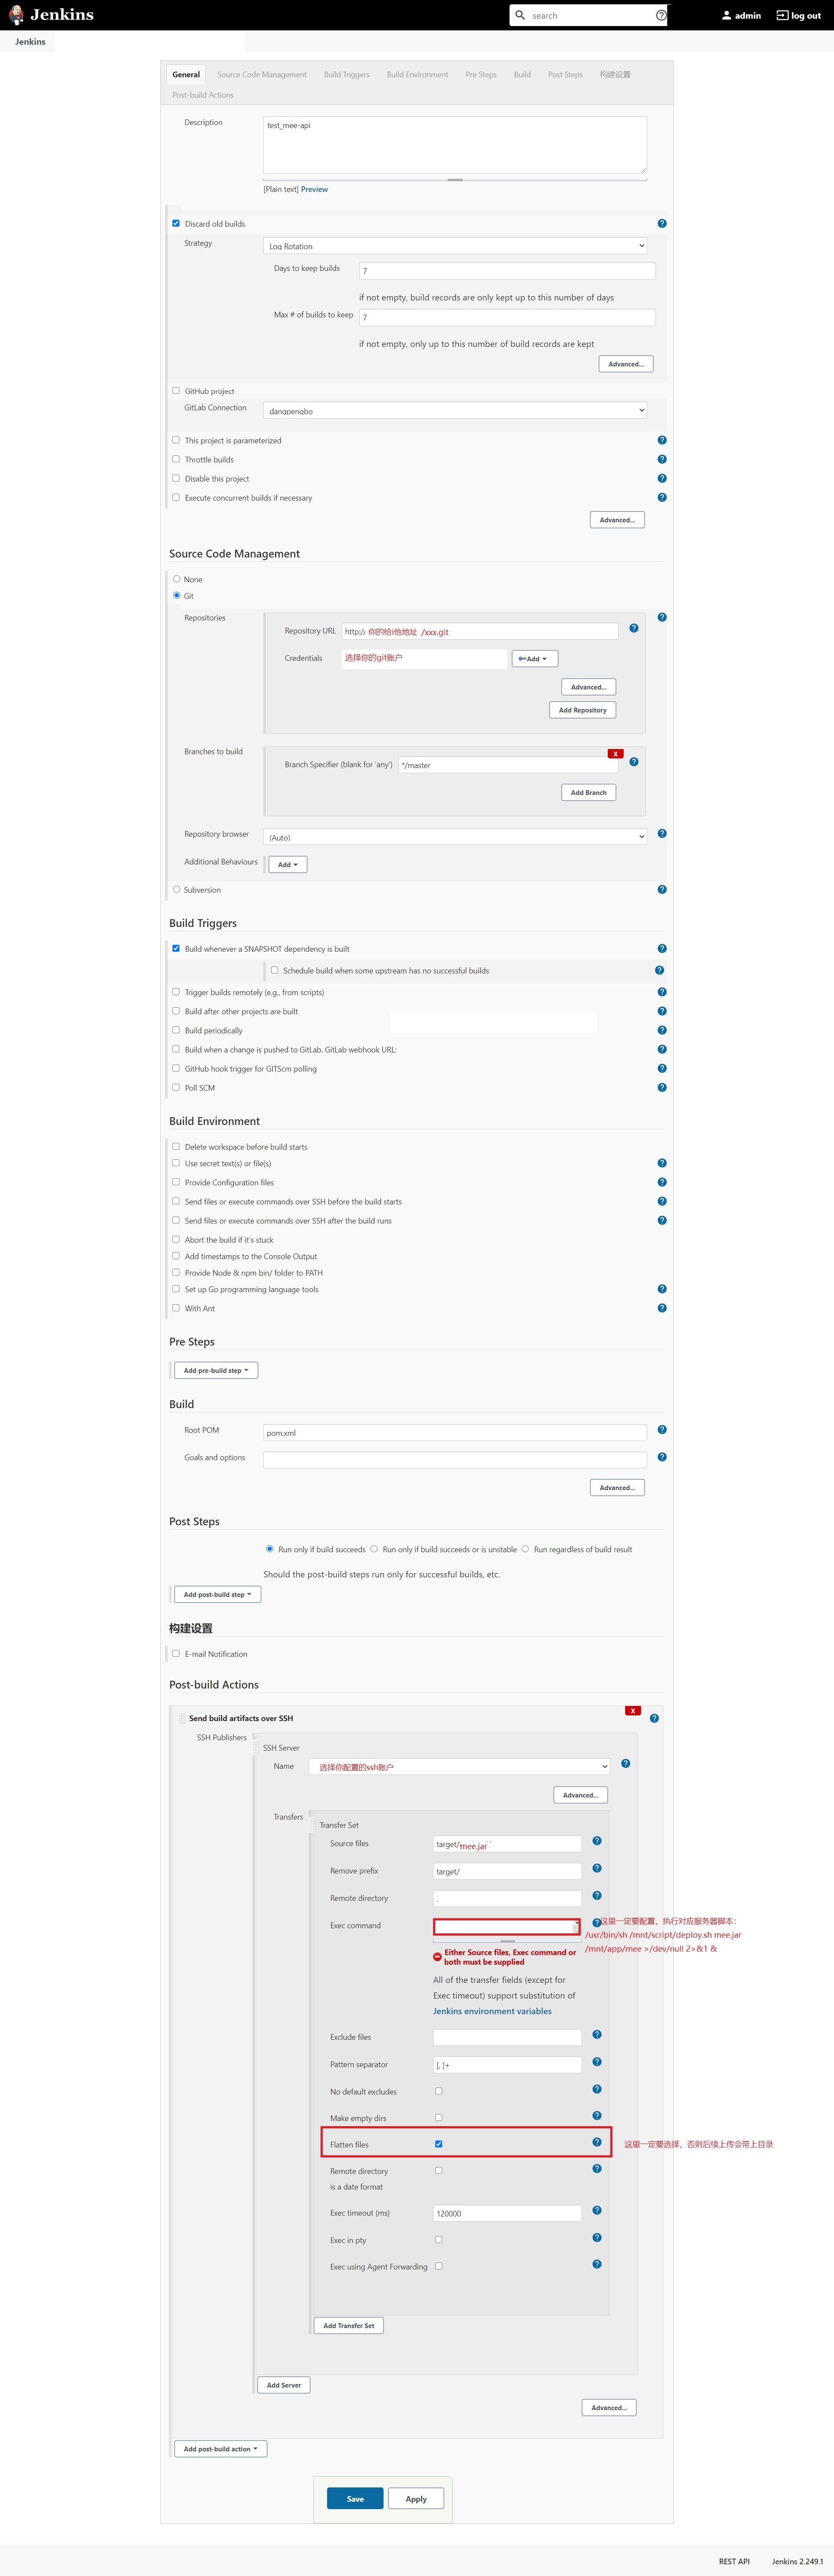 Jenkins
search
admin
log out
Jenkins
General
Source Code Management
Build Triggers
Build Environment
Pre Steps
Build
Post Steps
构建设置
Post-build Actions
Description
test_mee-api
[Plain text] Preview
Discard old builds
Strategy
Log Rotation
Days to keep builds
7
if not empty, build records are only kept up to this number of days
Max # of builds to keep
7
if not empty, only up to this number of build records are kept
Advanced...
GitHub project
GitLab Connection
dangpengbo
This project is parameterized
Throttle builds
Disable this project
Execute concurrent builds if necessary
Advanced...
Source Code Management
None
Git
Repositories
Repository URL
http:// 你的给i他地址 /xxx.git
Credentials
选择你的git账户
Add
Advanced...
Add Repository
Branches to build
X
Branch Specifier (blank for 'any')
*/master
Add Branch
Repository browser
(Auto)
Additional Behaviours
Add
Subversion
Build Triggers
Build whenever a SNAPSHOT dependency is built
Schedule build when some upstream has no successful builds
Trigger builds remotely (e.g., from scripts)
Build after other projects are built
Build periodically
Build when a change is pushed to GitLab. GitLab webhook URL:
GitHub hook trigger for GITScm polling
Poll SCM
Build Environment
Delete workspace before build starts
Use secret text(s) or file(s)
Provide Configuration files
Send files or execute commands over SSH before the build starts
Send files or execute commands over SSH after the build runs
Abort the build if it's stuck
Add timestamps to the Console Output
Provide Node & npm bin/ folder to PATH
Set up Go programming language tools
With Ant
Pre Steps
Add pre-build step
Build
Root POM
pom.xml
Goals and options
Advanced...
Post Steps
Run only if build succeeds
Run only if build succeeds or is unstable
Run regardless of build result
Should the post-build steps run only for successful builds, etc.
Add post-build step
构建设置
E-mail Notification
Post-build Actions
X
Send build artifacts over SSH
SSH Publishers
SSH Server
Name
选择你配置的ssh账户
Advanced...
Transfers
Transfer Set
Source files
target/mee.jar
Remove prefix
target/
Remote directory
.
Exec command
这里一定要配置，执行对应服务器脚本：
/usr/bin/sh /mnt/script/deploy.sh mee.jar
/mnt/app/mee >/dev/null 2>&1 &
Either Source files, Exec command or
both must be supplied
All of the transfer fields (except for
Exec timeout) support substitution of
Jenkins environment variables
Exclude files
Pattern separator
[, ]+
No default excludes
Make empty dirs
Flatten files
这里一定要选择，否则后续上传会带上目录
Remote directory
is a date format
Exec timeout (ms)
120000
Exec in pty
Exec using Agent Forwarding
Add Transfer Set
Add Server
Advanced...
Add post-build action
Save
Apply
REST API
Jenkins 2.249.1